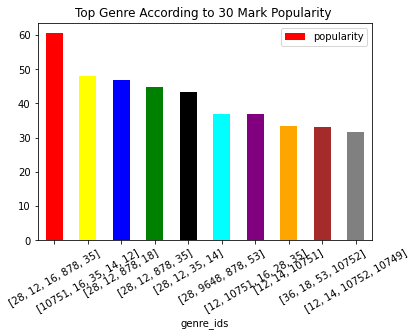 Top Genre According to 30 Mark Popularity
popularity
60
50
40
30
20
10
0
[28, 12, 16, 878, 35]
[10751, 16, 35, 14, 12]
[28, 12, 878, 18]
[28, 12, 878, 35]
[28, 12, 35, 14]
[28, 9648, 878, 53]
[12, 10751, 16, 28, 35]
[12, 14, 10751]
[36, 18, 53, 10752]
[12, 14, 10752, 10749]
genre_ids